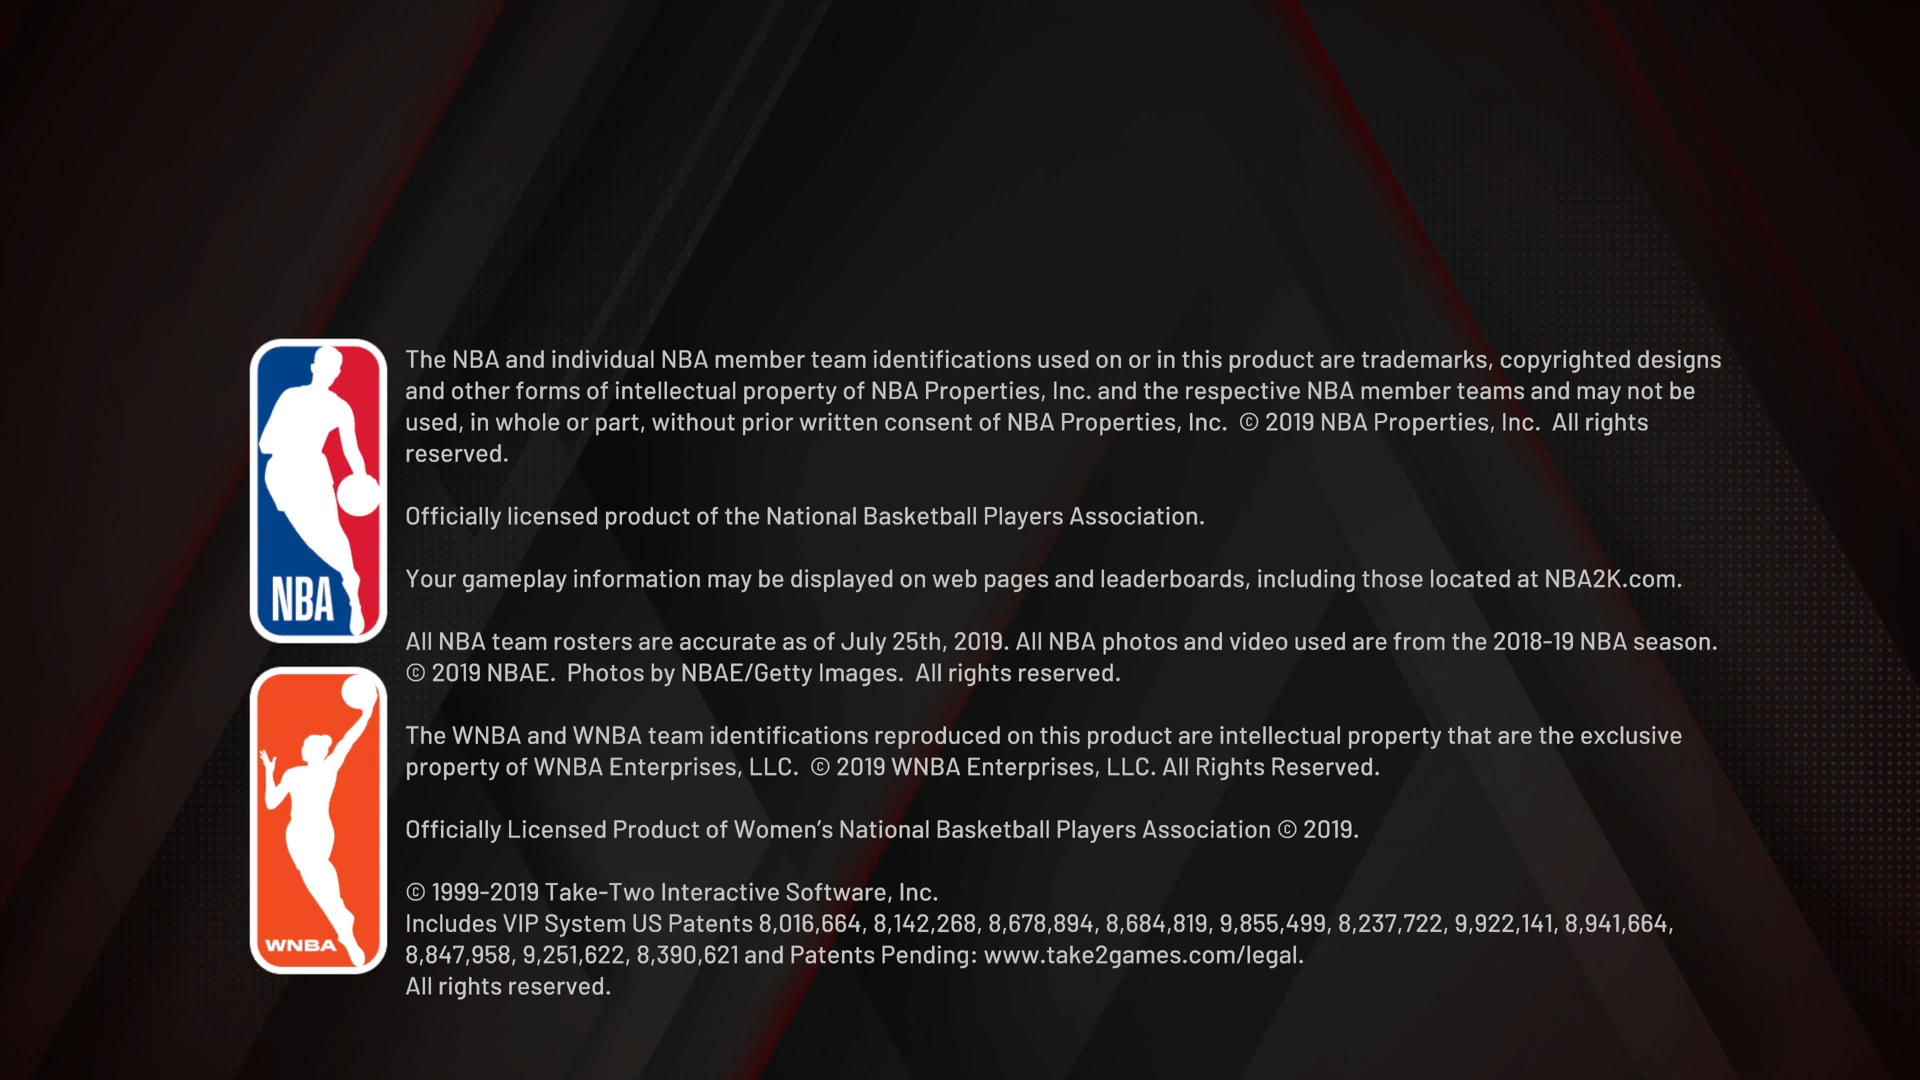 The NBA and individual NBA member team identifications used on or in this product are trademarks, copyrighted designs
and other forms of intellectual property of NBA Properties, Inc. and the respective NBA member teams and may not be
used, in whole or part, without prior written consent of NBA Properties, Inc.  © 2019 NBA Properties, Inc.  All rights
reserved.
Officially licensed product of the National Basketball Players Association.
Your gameplay information may be displayed on web pages and leaderboards, including those located at NBA2K.com.
NBA
All NBA team rosters are accurate as of July 25th, 2019. All NBA photos and video used are from the 2018-19 NBA season.
© 2019 NBAE.  Photos by NBAE/Getty Images.  All rights reserved.
The WNBA and WNBA team identifications reproduced on this product are intellectual property that are the exclusive
property of WNBA Enterprises, LLC.  © 2019 WNBA Enterprises, LLC. All Rights Reserved.
Officially Licensed Product of Women’s National Basketball Players Association © 2019.
© 1999-2019 Take-Two Interactive Software, Inc.
Includes VIP System US Patents 8,016,664, 8,142,268, 8,678,894, 8,684,819, 9,855,499, 8,237,722, 9,922,141, 8,941,664,
WNBA
8,847,958, 9,251,622, 8,390,621 and Patents Pending: www.take2games.com/legal.
All rights reserved.